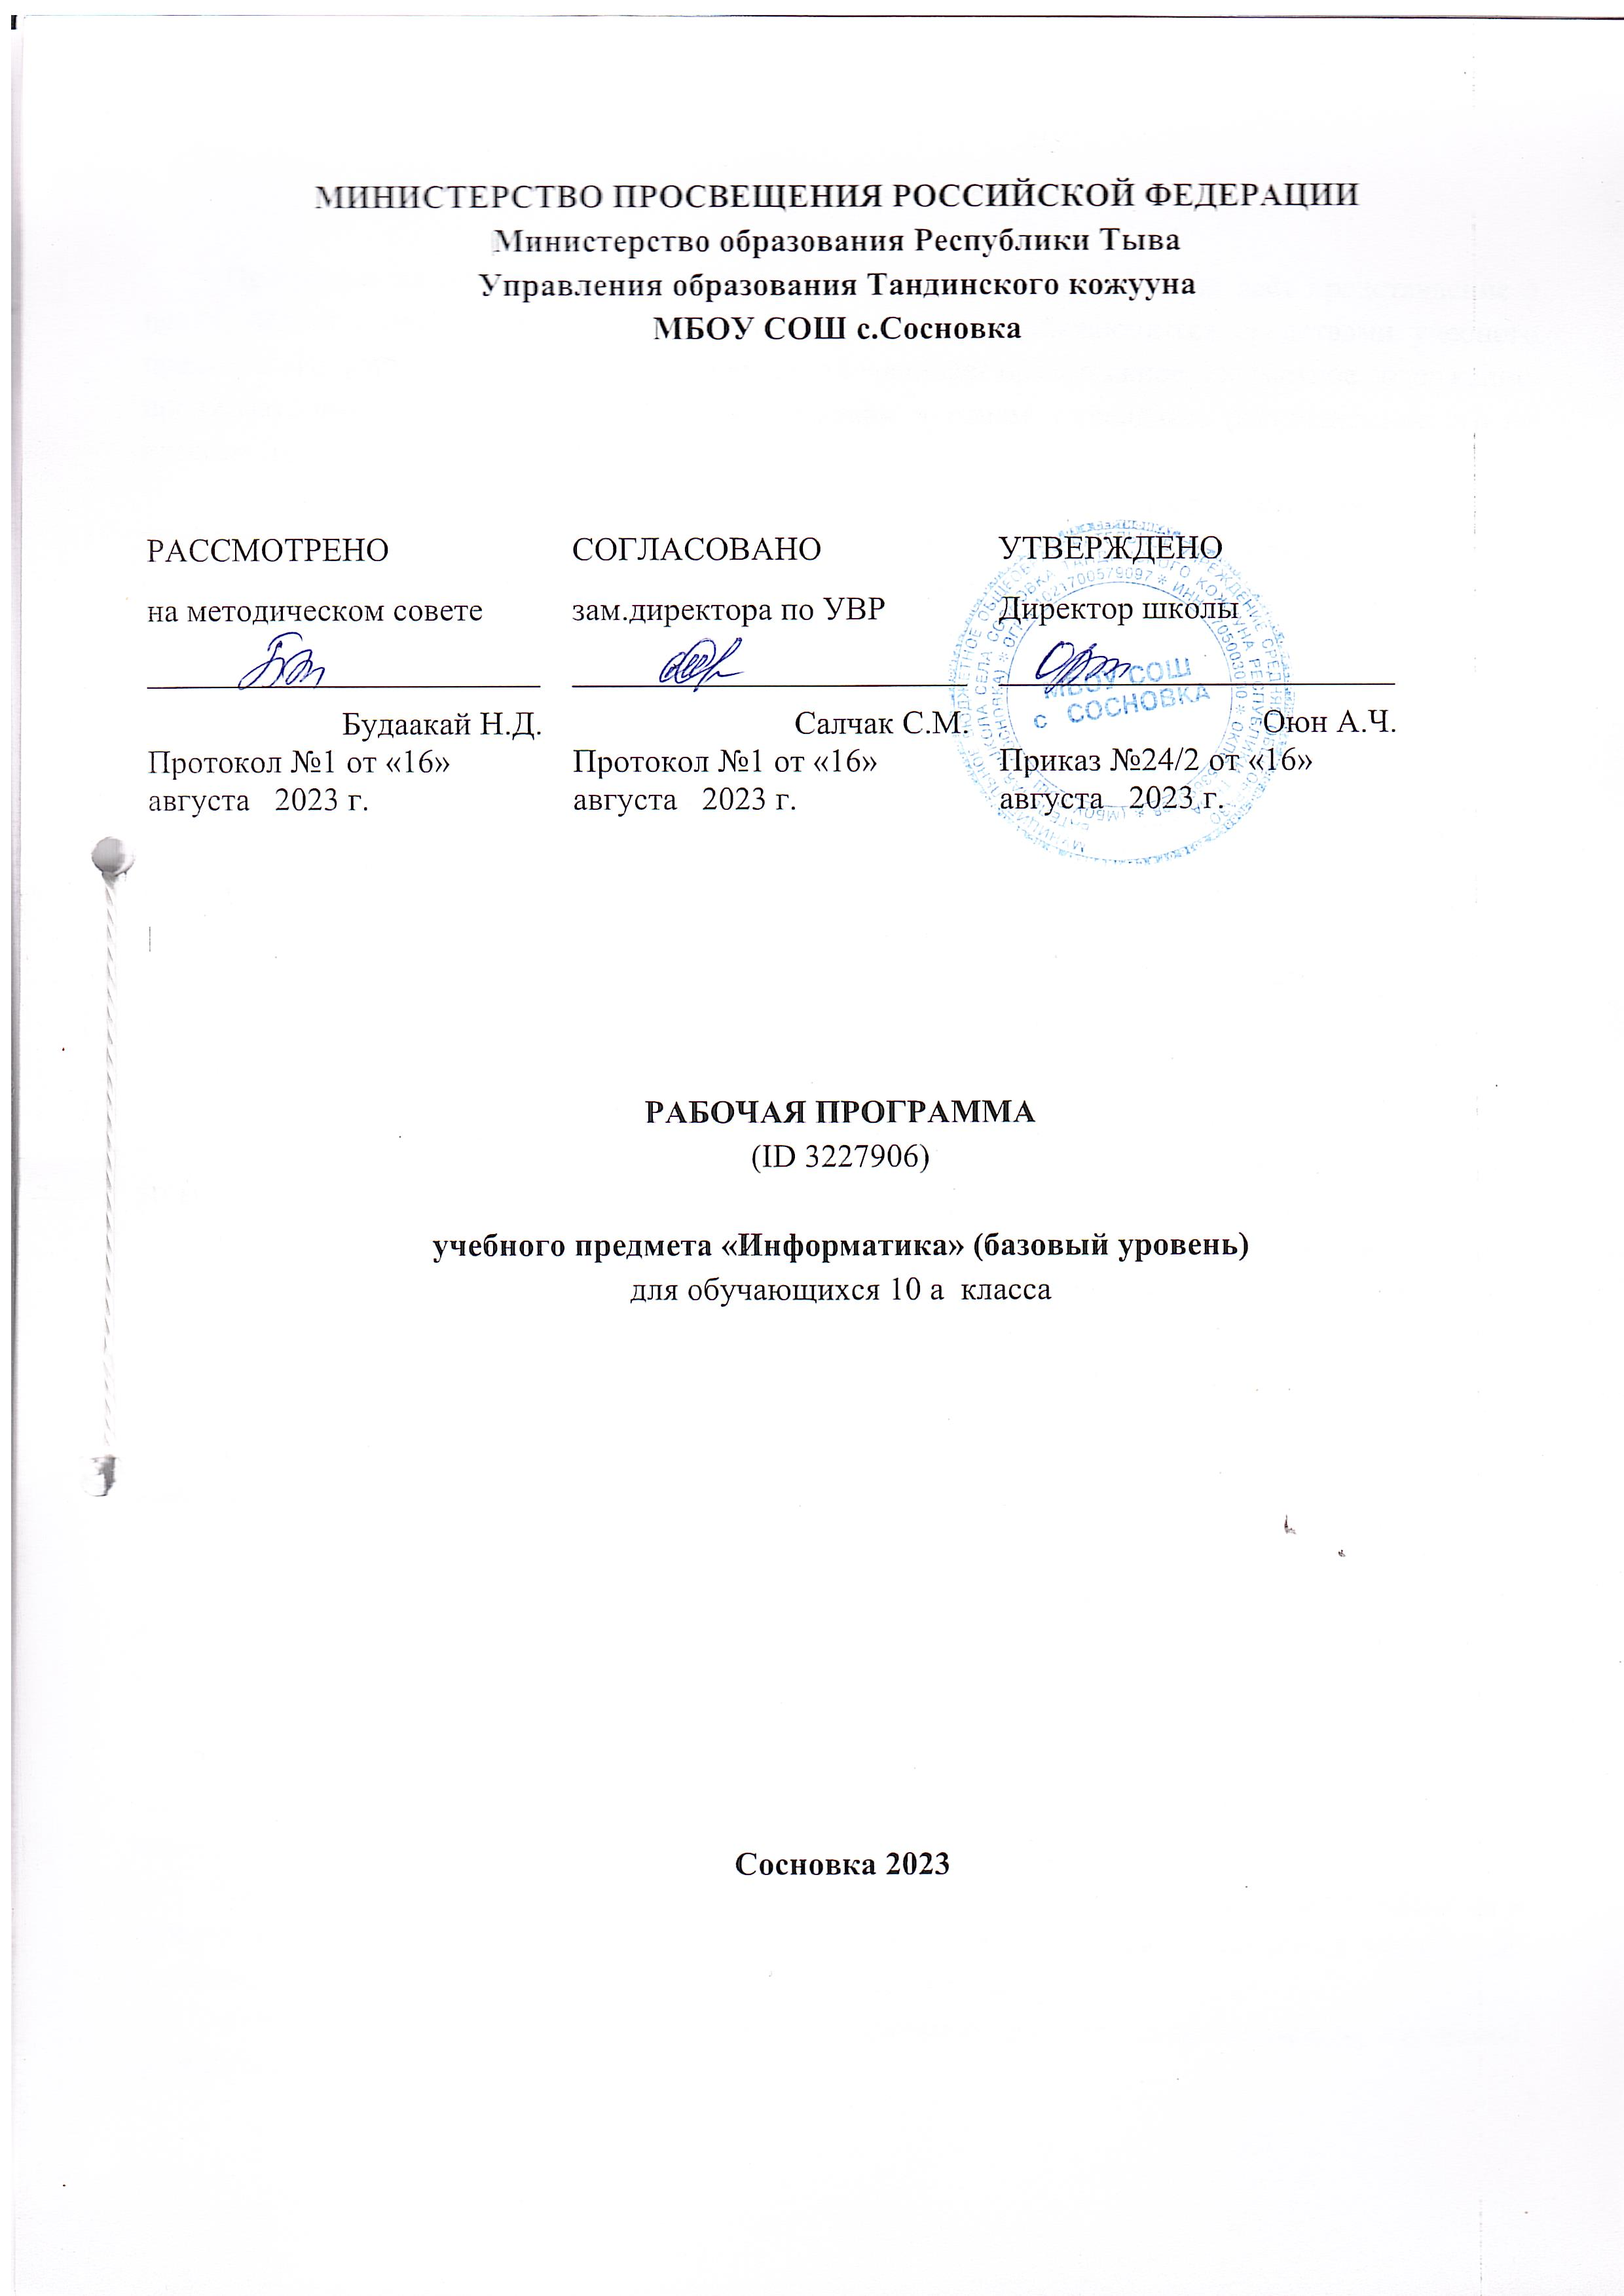 МИНИСТЕРСТВО ПРОСВЕЩЕНИЯ РОССИЙСКОЙ ФЕДЕРАЦИИ
Министерство образования Республики Тыва
Управления образования Тандинского кожууна
МБОУ СОШ с.Сосновка
РАССМОТРЕНО
на методическом совете
Будаакай Н.Д.
Протокол №1 от «16»
августа 2023 г.
СОГЛАСОВАНО
зам.директора по УВР
Салчак С.М.
Протокол №1 от «16»
августа 2023 г.
УТВЕРЖДЕНО
Директор школы
Оюн А.Ч.
Приказ №24/2 от «16»
августа 2023 г.
МБОУ СОШ
с СОСНОВКА
РАБОЧАЯ ПРОГРАММА
(ID 3227906)
учебного предмета «Информатика» (базовый уровень)
для обучающихся 10 а класса
Сосновка 2023